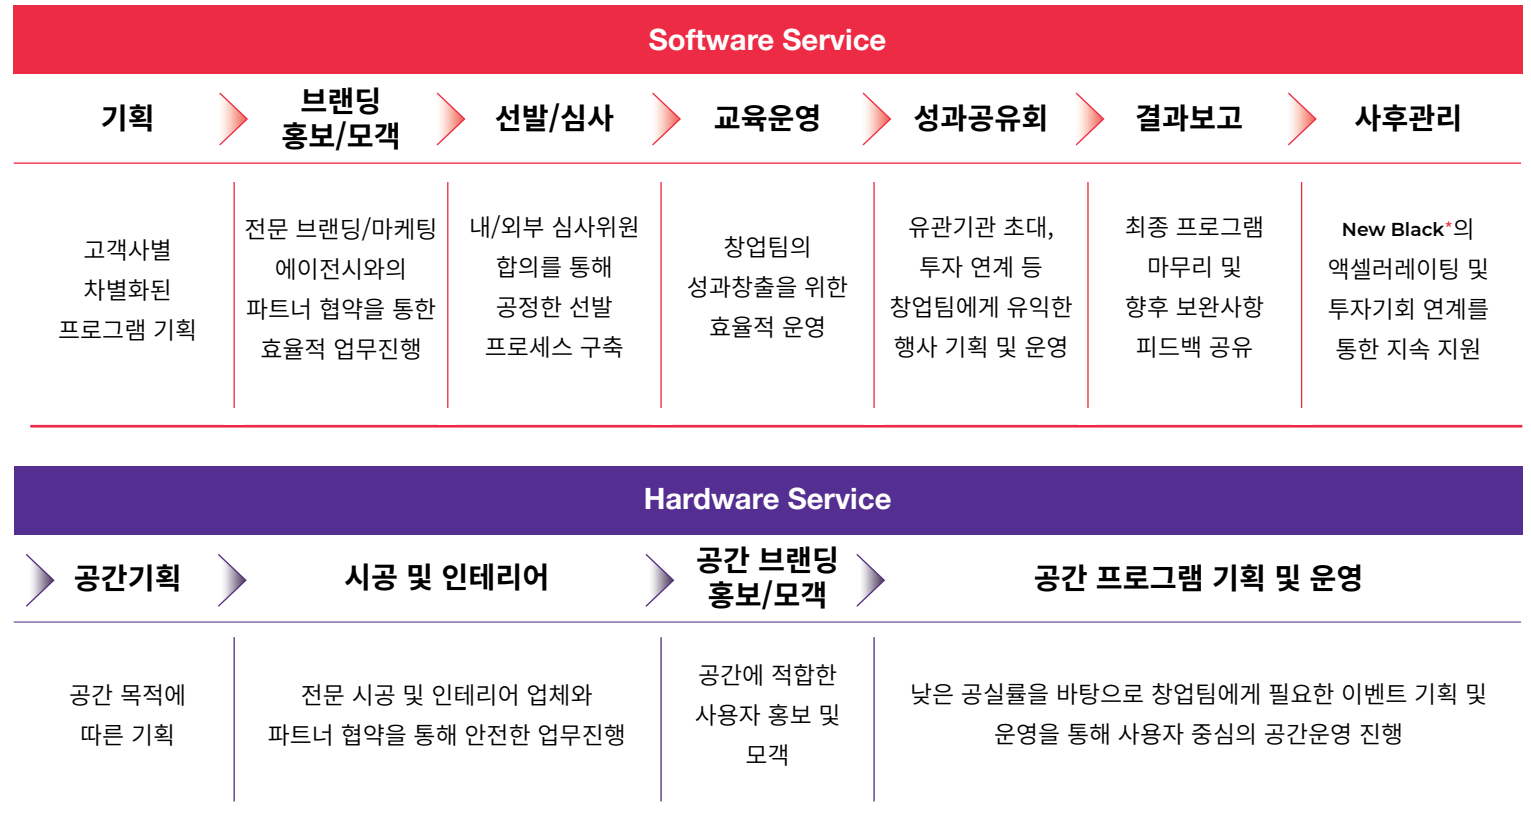 Software Service
기획
브랜딩
홍보/모객
선발/심사
교육운영
성과공유회
결과보고
사후관리
고객사별
차별화된
프로그램 기획
전문 브랜딩/마케팅
에이전시와의
파트너 협약을 통한
효율적 업무진행
내/외부 심사위원
합의를 통해
공정한 선발
프로세스 구축
창업팀의
성과창출을 위한
효율적 운영
유관기관 초대,
투자 연계 등
창업팀에게 유익한
행사 기획 및 운영
최종 프로그램
마무리 및
향후 보완사항
피드백 공유
New Black*의
액셀러레이팅 및
투자기회 연계를
통한 지속 지원
Hardware Service
공간기획
시공 및 인테리어
공간 브랜딩
홍보/모객
공간 프로그램 기획 및 운영
공간 목적에
따른 기획
전문 시공 및 인테리어 업체와
파트너 협약을 통해 안전한 업무진행
공간에 적합한
사용자 홍보 및
모객
낮은 공실률을 바탕으로 창업팀에게 필요한 이벤트 기획 및
운영을 통해 사용자 중심의 공간운영 진행